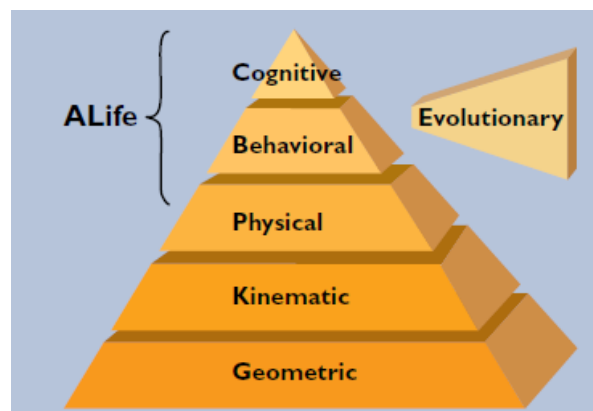 Cognitive
ALife
Evolutionary
Behavioral
Physical
Kinematic
Geometric